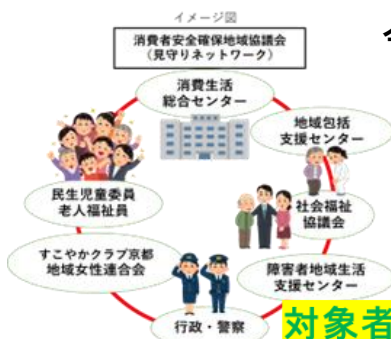 イメージ図
消費者安全確保地域協議会
（見守りネットワーク）
消費生活
総合センター
地域包括
支援センター
民生児童委員
老人福祉員
社会福祉
協議会
すこやかクラブ京都
地域女性連合会
障害者地域生活
支援センター
行政・警察
対象者